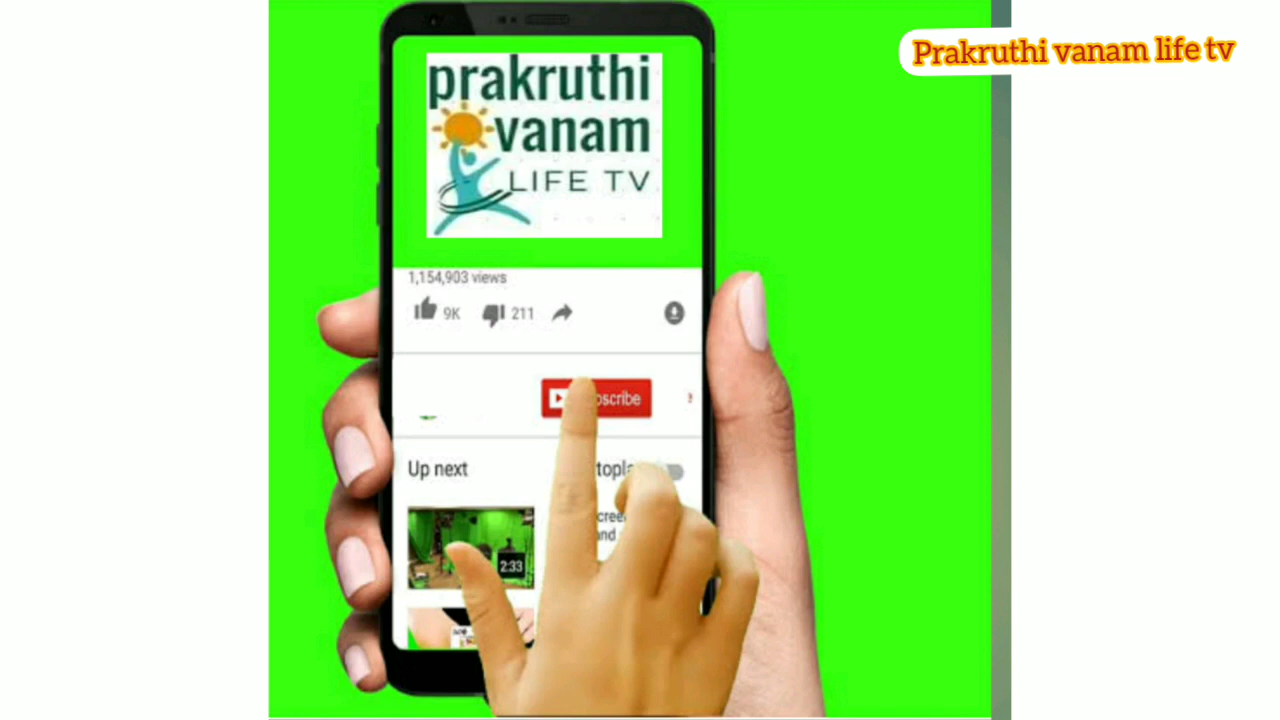 Prakruthi vanam life tv
prakruthi
vanam
LIFE TV
1,154,903 views
9K 211
Up next
2:33